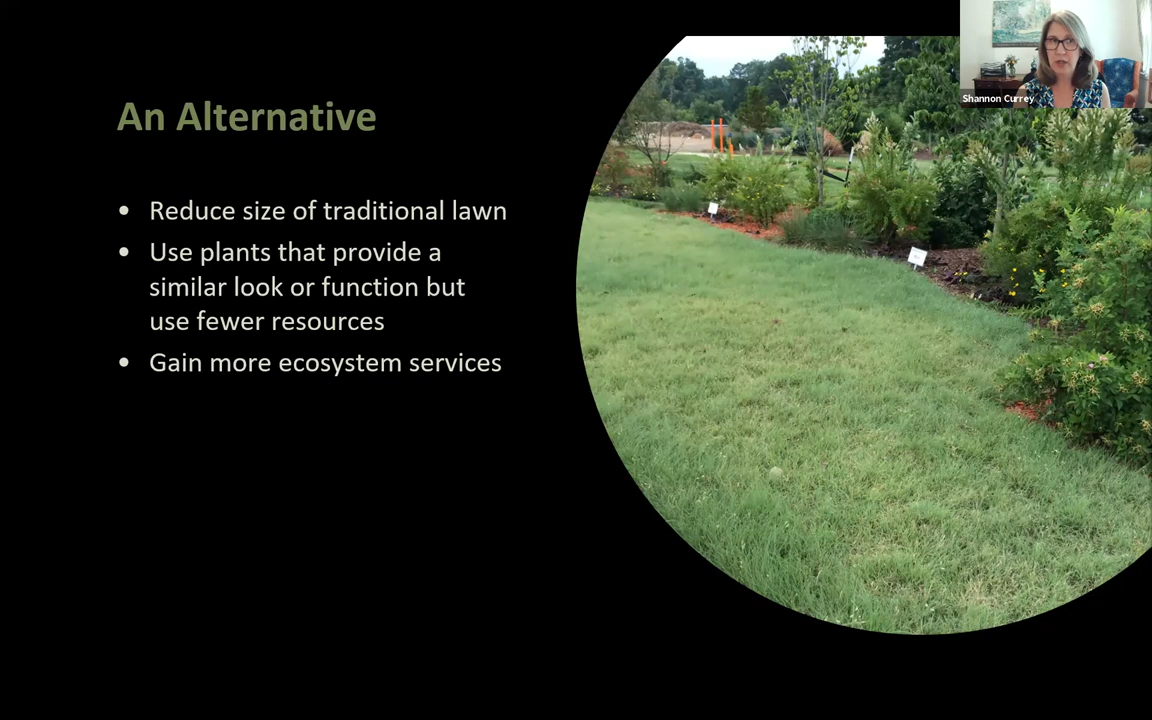 An Alternative
• Reduce size of traditional lawn
• Use plants that provide a
similar look or function but
use fewer resources
• Gain more ecosystem services
Shannon Currey